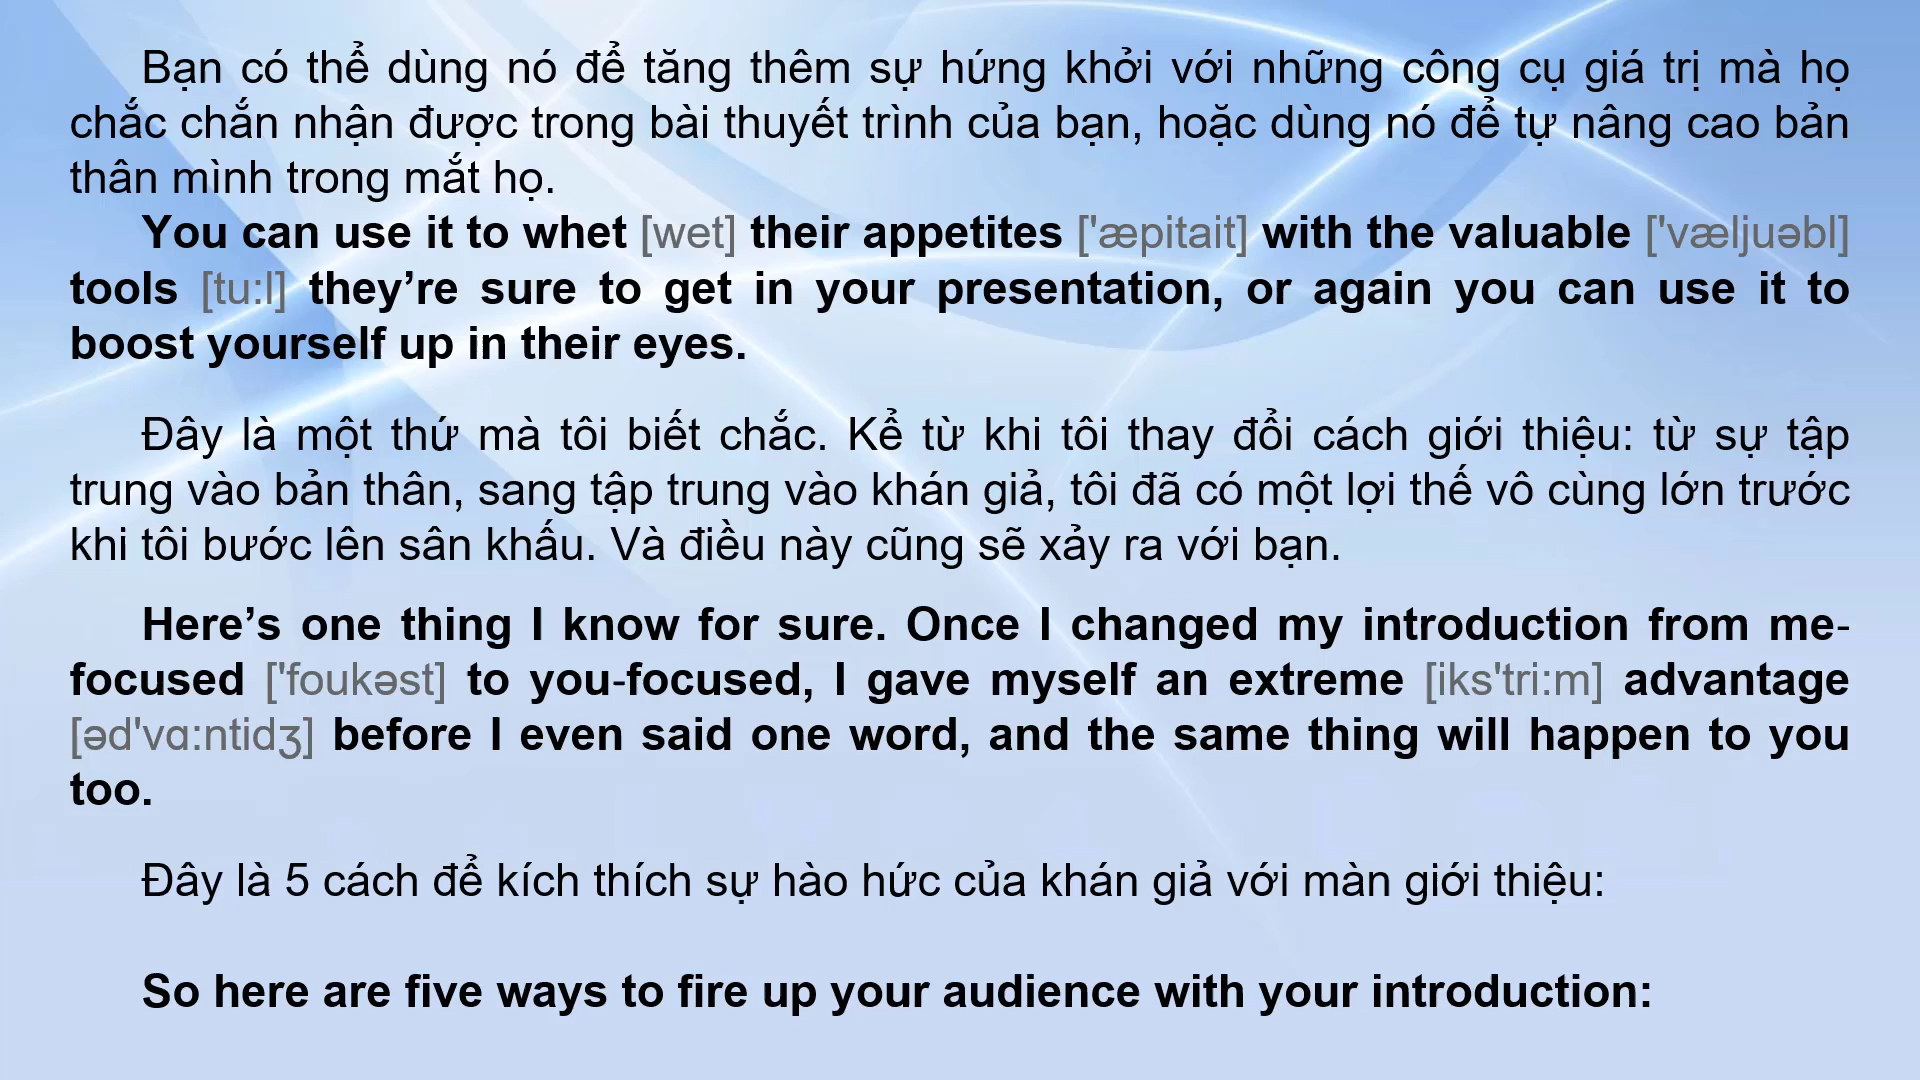 Bạn có thể dùng nó để tăng thêm sự hứng khởi với những công cụ giá trị mà họ
chắc chắn nhận được trong bài thuyết trình của bạn, hoặc dùng nó để tự nâng cao bản
thân mình trong mắt họ.
You can use it to whet [wet] their appetites ['æpitait] with the valuable ['væljuəbl]
tools [tu:l] they’re sure to get in your presentation, or again you can use it to
boost yourself up in their eyes.
Đây là một thứ mà tôi biết chắc. Kể từ khi tôi thay đổi cách giới thiệu: từ sự tập
trung vào bản thân, sang tập trung vào khán giả, tôi đã có một lợi thế vô cùng lớn trước
khi tôi bước lên sân khấu. Và điều này cũng sẽ xảy ra với bạn.
Here’s one thing I know for sure. Once I changed my introduction from me-
focused ['foukəst] to you-focused, I gave myself an extreme [iks'tri:m] advantage
[əd'vɑ:ntidʒ] before I even said one word, and the same thing will happen to you
too.
Đây là 5 cách để kích thích sự hào hức của khán giả với màn giới thiệu:
So here are five ways to fire up your audience with your introduction: